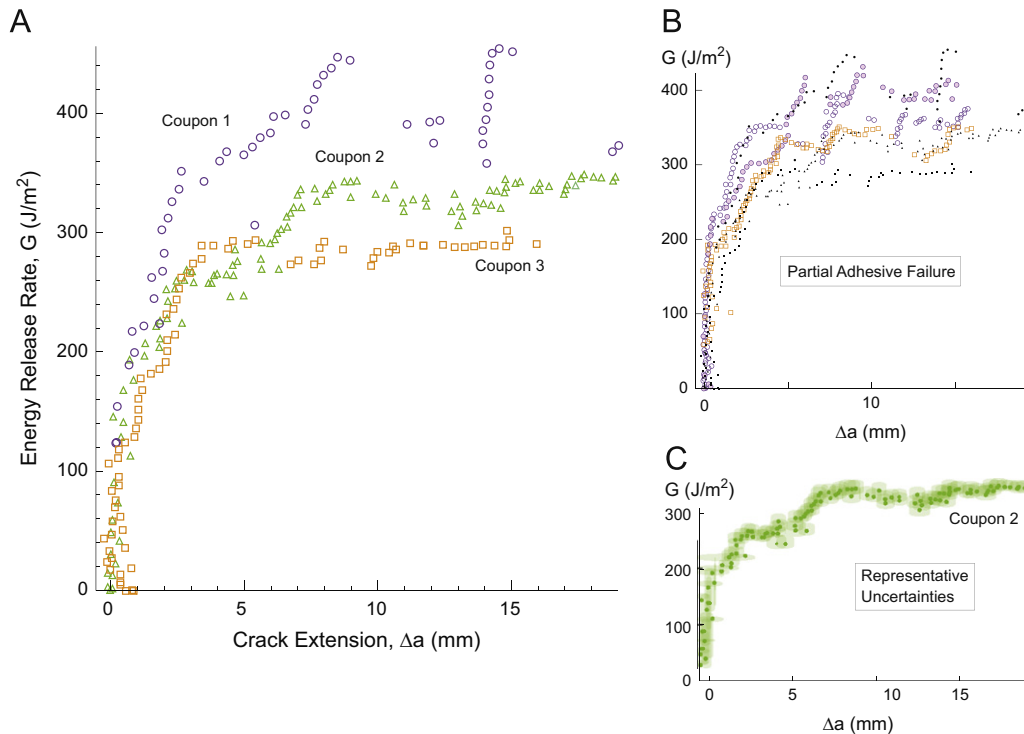 A
Energy Release Rate, G (J/m²)
400
300
200
100
0
Coupon 1
Coupon 2
Coupon 3
0 5 10 15
Crack Extension, Δa (mm)
B
G (J/m²)
400
300
200
100
0
Partial Adhesive Failure
0 10
Δa (mm)
C
G (J/m²)
300
200
100
0
Coupon 2
Representative
Uncertainties
0 5 10 15
Δa (mm)